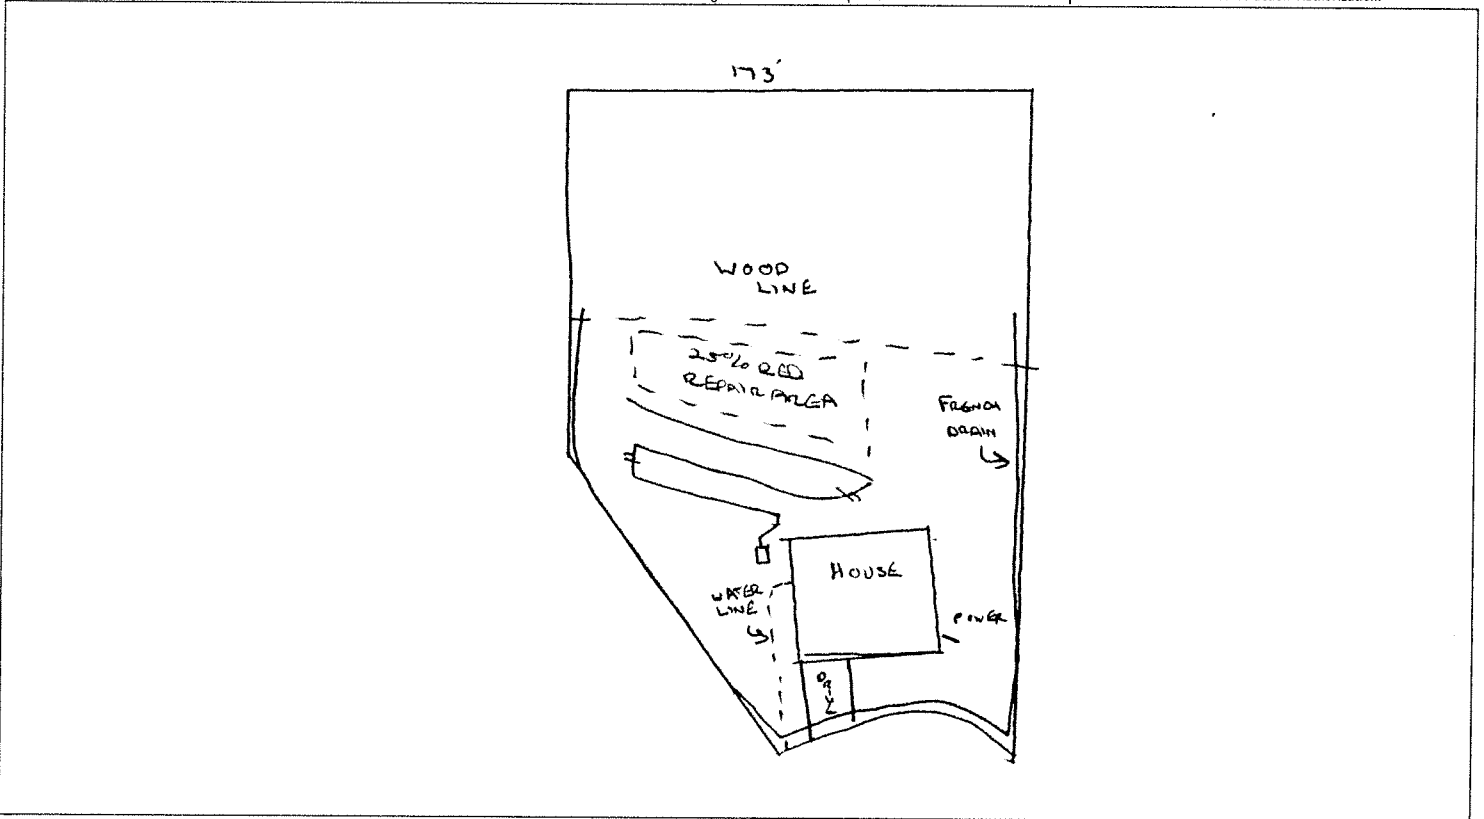 173'
WOOD
LINE
25% RED
REPAIR AREA
FRENCH
DRAIN
HOUSE
WATER
LINE
POWER
DRIVE